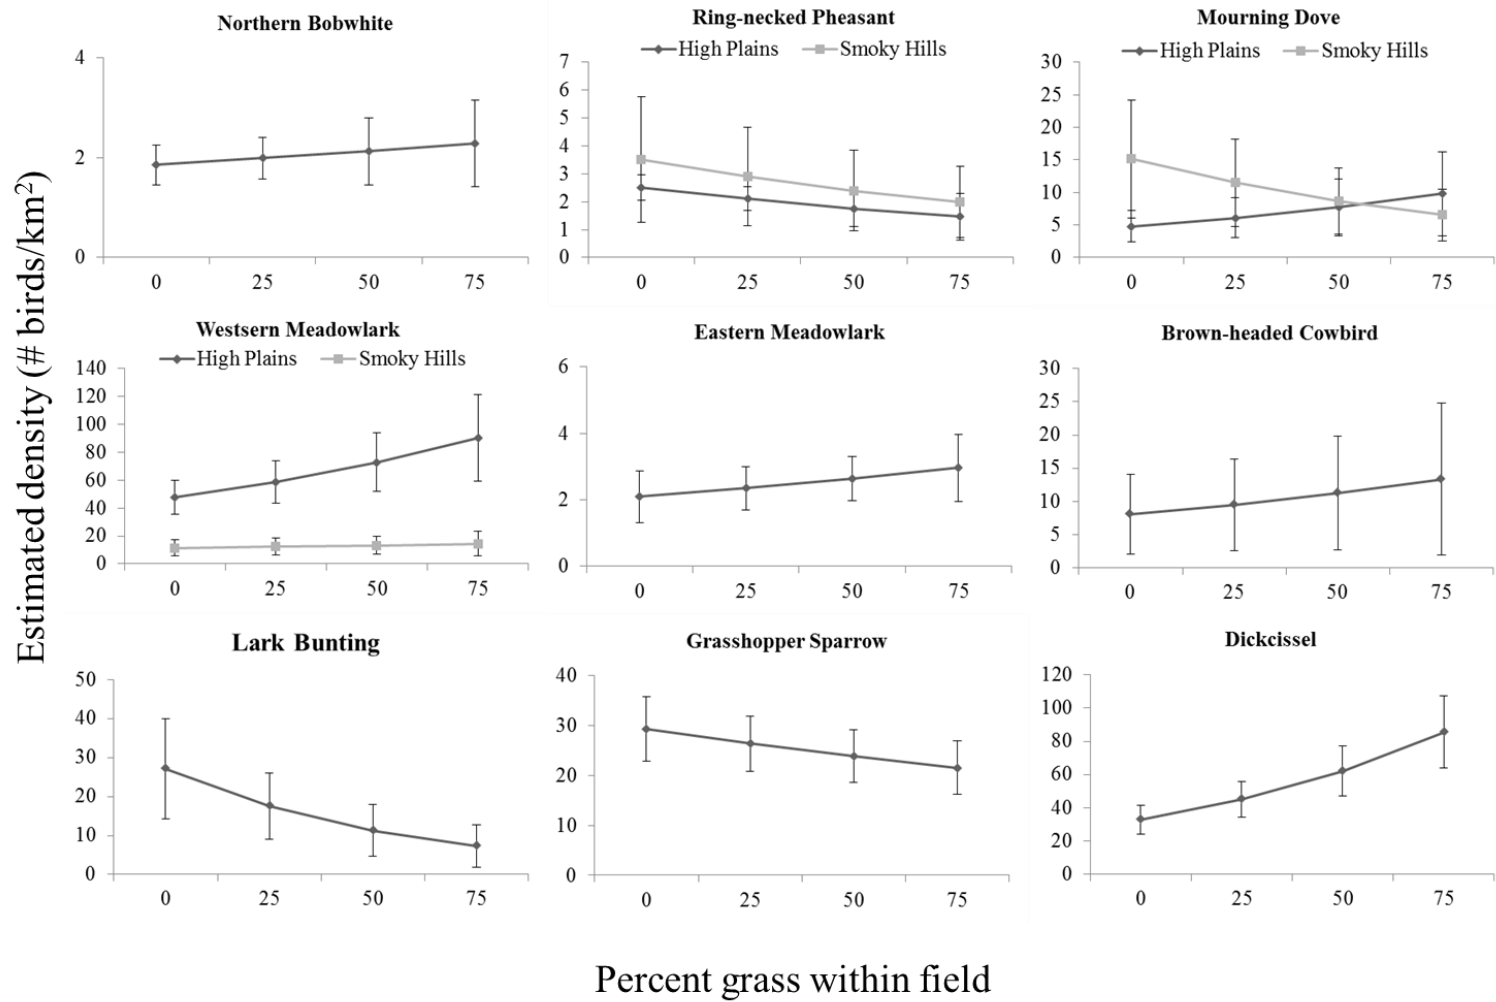 Northern Bobwhite
4
2
0
0 25 50 75
Ring-necked Pheasant
High Plains Smoky Hills
7
6
5
4
3
2
1
0
0 25 50 75
Mourning Dove
High Plains Smoky Hills
30
25
20
15
10
5
0
0 25 50 75
Estimated density (# birds/km²)
Westsern Meadowlark
High Plains Smoky Hills
140
120
100
80
60
40
20
0
0 25 50 75
Eastern Meadowlark
6
4
2
0
0 25 50 75
Brown-headed Cowbird
30
25
20
15
10
5
0
0 25 50 75
Lark Bunting
50
40
30
20
10
0
0 25 50 75
Grasshopper Sparrow
40
30
20
10
0
0 25 50 75
Dickcissel
120
100
80
60
40
20
0
0 25 50 75
Percent grass within field